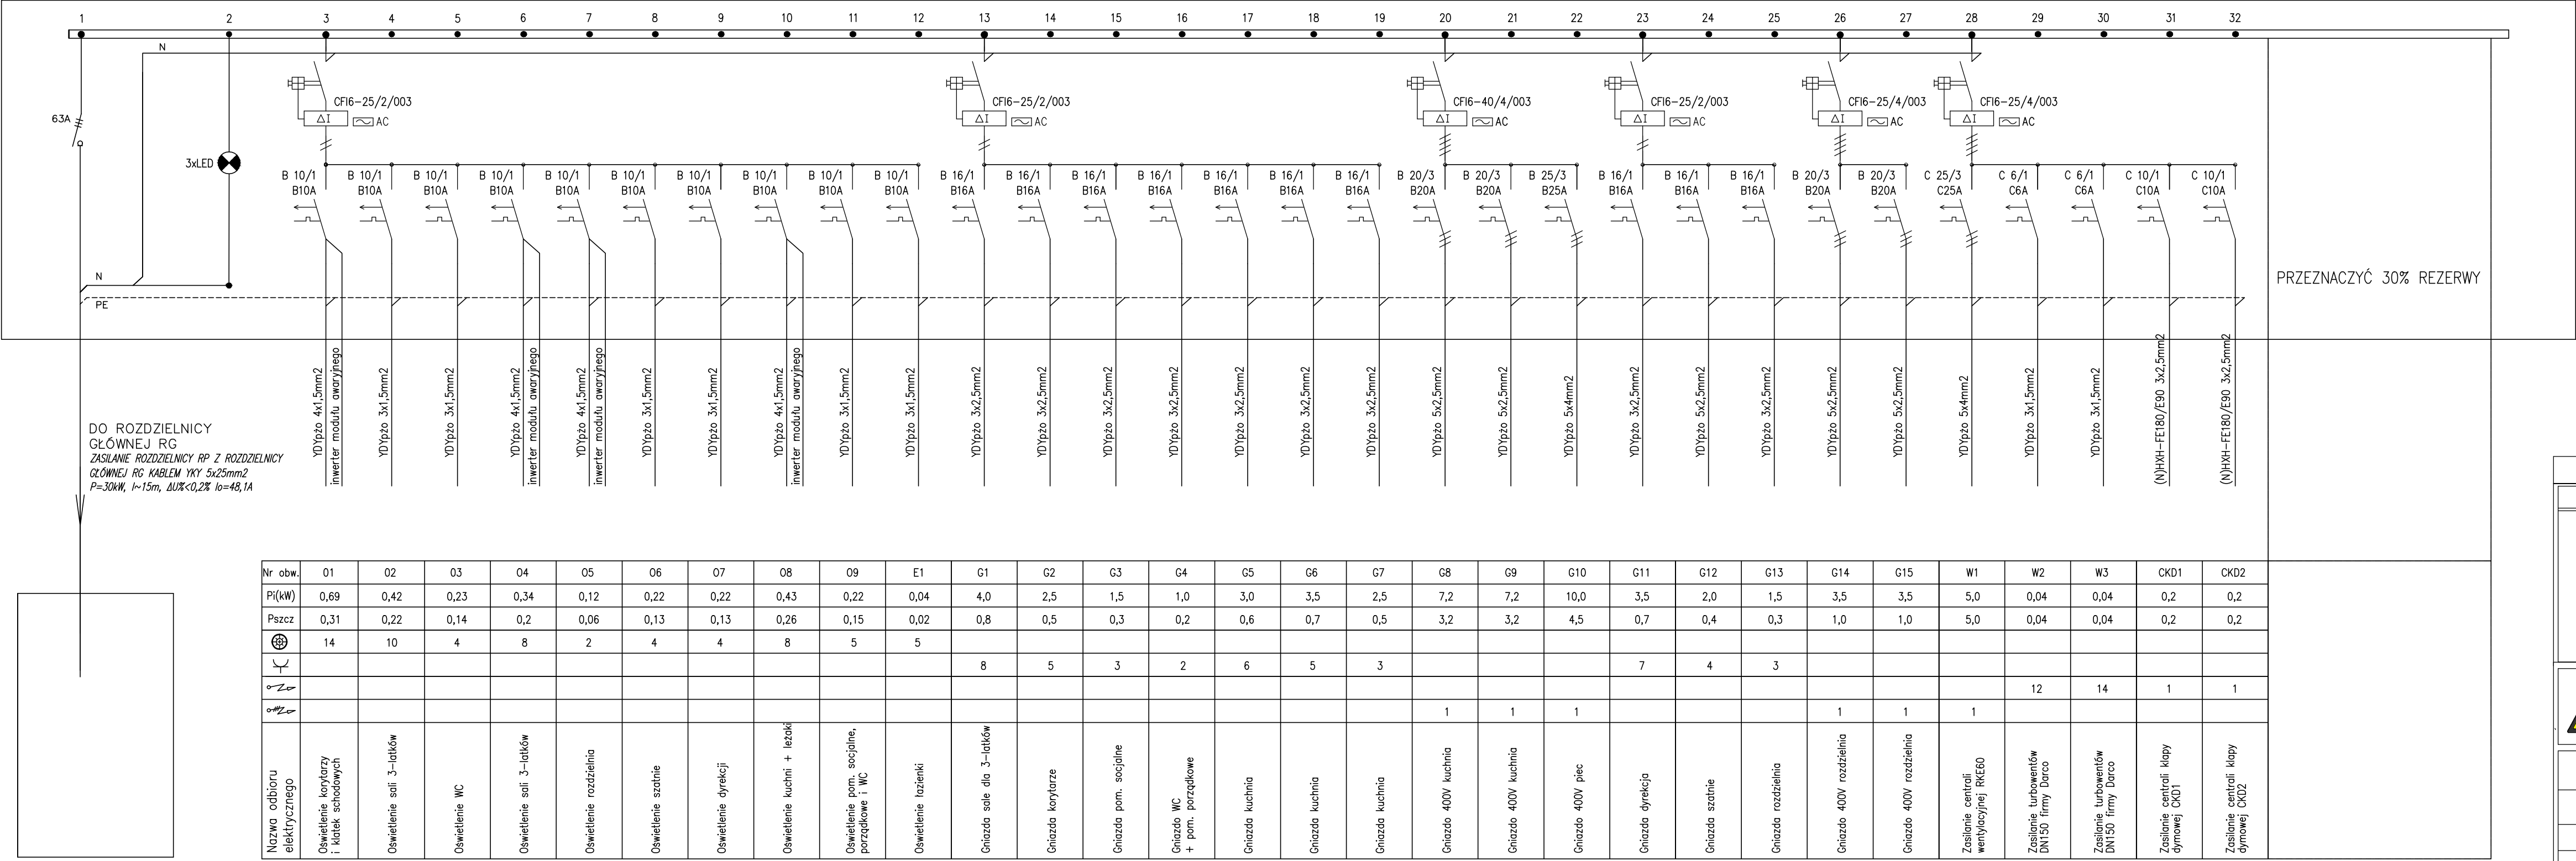 1 2 3 4 5 6 7 8 9 10 11 12 13 14 15 16 17 18 19 20 21 22 23 24 25 26 27 28 29 30 31 32
N
63A
3xLED
CFI6-25/2/003 CFI6-25/2/003 CFI6-40/4/003 CFI6-25/2/003 CFI6-25/4/003 CFI6-25/4/003
ΔI AC ΔI AC ΔI AC ΔI AC ΔI AC ΔI AC
B 10/1 B 10/1 B 10/1 B 10/1 B 10/1 B 10/1 B 10/1 B 10/1 B 10/1 B 10/1 B 16/1 B 16/1 B 16/1 B 16/1 B 16/1 B 16/1 B 16/1 B 20/3 B 20/3 B 25/3 B 16/1 B 16/1 B 16/1 B 20/3 B 20/3 C 25/3 C 6/1 C 6/1 C 10/1 C 10/1
B10A B10A B10A B10A B10A B10A B10A B10A B10A B10A B16A B16A B16A B16A B16A B16A B16A B20A B20A B25A B16A B16A B16A B20A B20A C25A C6A C6A C10A C10A
N
PE
PRZEZNACZYĆ 30% REZERWY
YDYpżo 4x1,5mm2
inwerter modułu awaryjnego
YDYpżo 3x1,5mm2
YDYpżo 3x1,5mm2
YDYpżo 4x1,5mm2
inwerter modułu awaryjnego
YDYpżo 4x1,5mm2
inwerter modułu awaryjnego
YDYpżo 3x1,5mm2
YDYpżo 3x1,5mm2
YDYpżo 4x1,5mm2
inwerter modułu awaryjnego
YDYpżo 3x1,5mm2
YDYpżo 3x1,5mm2
YDYpżo 3x2,5mm2
YDYpżo 3x2,5mm2
YDYpżo 3x2,5mm2
YDYpżo 3x2,5mm2
YDYpżo 3x2,5mm2
YDYpżo 3x2,5mm2
YDYpżo 3x2,5mm2
YDYpżo 5x2,5mm2
YDYpżo 5x2,5mm2
YDYpżo 5x4mm2
YDYpżo 3x2,5mm2
YDYpżo 5x2,5mm2
YDYpżo 3x2,5mm2
YDYpżo 5x2,5mm2
YDYpżo 5x2,5mm2
YDYpżo 5x4mm2
YDYpżo 3x1,5mm2
YDYpżo 3x1,5mm2
(N)HXH-FE180/E90 3x2,5mm2
(N)HXH-FE180/E90 3x2,5mm2
DO ROZDZIELNICY
GŁÓWNEJ RG
ZASILANIE ROZDZIELNICY RP Z ROZDZIELNICY
GŁÓWNEJ RG KABLEM YKY 5x25mm2
P=30kW, l~15m, ΔU%<0,2% Io=48,1A
Nr obw. O1 O2 O3 O4 O5 O6 O7 O8 O9 E1 G1 G2 G3 G4 G5 G6 G7 G8 G9 G10 G11 G12 G13 G14 G15 W1 W2 W3 CKD1 CKD2
Pi(kW) 0,69 0,42 0,23 0,34 0,12 0,22 0,22 0,43 0,22 0,04 4,0 2,5 1,5 1,0 3,0 3,5 2,5 7,2 7,2 10,0 3,5 2,0 1,5 3,5 3,5 5,0 0,04 0,04 0,2 0,2
Pszcz 0,31 0,22 0,14 0,2 0,06 0,13 0,13 0,26 0,15 0,02 0,8 0,5 0,3 0,2 0,6 0,7 0,5 3,2 3,2 4,5 0,7 0,4 0,3 1,0 1,0 5,0 0,04 0,04 0,2 0,2
14 10 4 8 2 4 4 8 5 5
8 5 3 2 6 5 3 7 4 3
12 14 1 1
1 1 1 1 1 1
Nazwa odbioru
elektrycznego
Oświetlenie korytarzy
i klatek schodowych
Oświetlenie sali 3-latków
Oświetlenie WC
Oświetlenie sali 3-latków
Oświetlenie rozdzielnia
Oświetlenie szatnie
Oświetlenie dyrekcji
Oświetlenie kuchni + leżaki
Oświetlenie pom. socjalne,
porządkowe i WC
Oświetlenie łazienki
Gniazda sale dla 3-latków
Gniazda korytarze
Gniazda pom. socjalne
Gniazdo WC
+ pom. porządkowe
Gniazda kuchnia
Gniazda kuchnia
Gniazda kuchnia
Gniazdo 400V kuchnia
Gniazdo 400V kuchnia
Gniazdo 400V piec
Gniazda dyrekcja
Gniazda szatnie
Gniazda rozdzielnia
Gniazdo 400V rozdzielnia
Gniazdo 400V rozdzielnia
Zasilanie centrali
wentylacyjnej RKE60
Zasilanie turbowentów
DN150 firmy Darco
Zasilanie turbowentów
DN150 firmy Darco
Zasilanie centrali klapy
dymowej CKD1
Zasilanie centrali klapy
dymowej CKD2